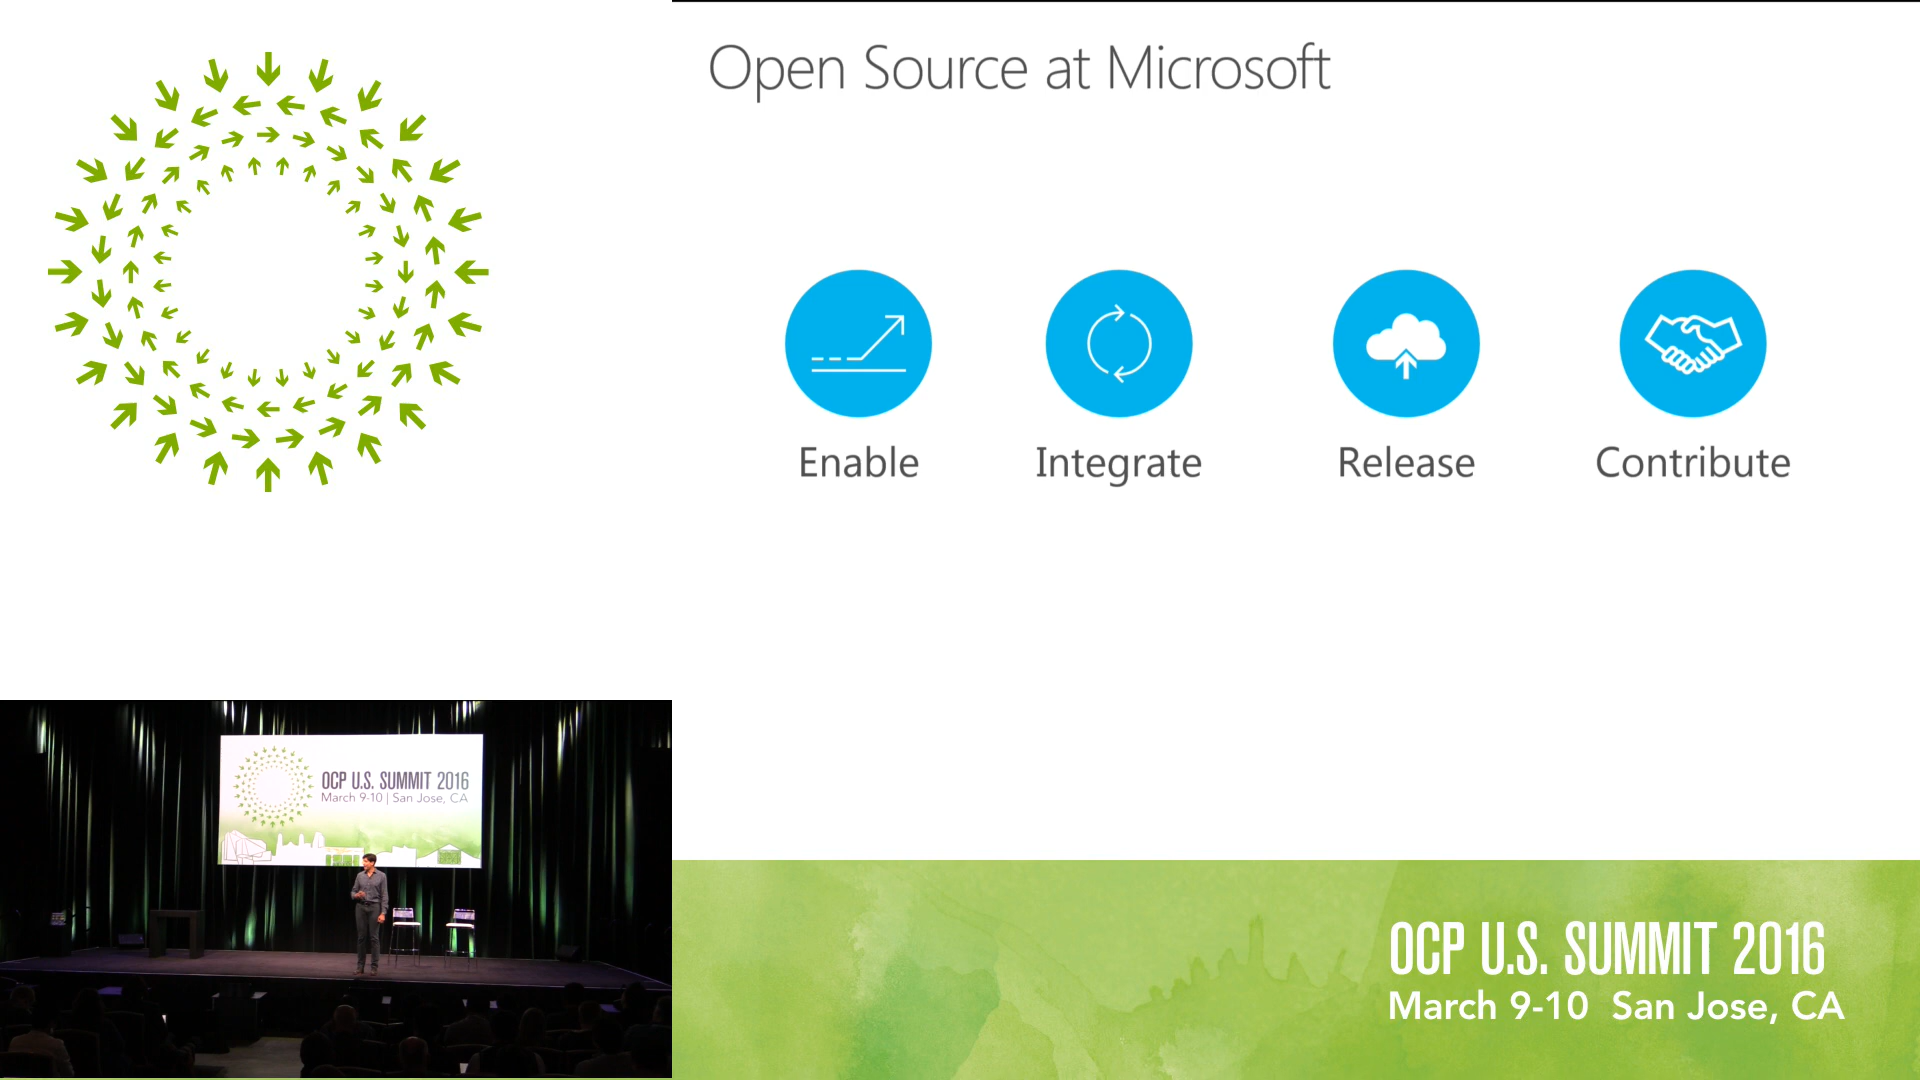 Open Source at Microsoft
Enable
Integrate
Release
Contribute
OCP U.S. SUMMIT 2016
March 9-10 | San Jose, CA
OCP U.S. SUMMIT 2016
March 9-10 San Jose, CA